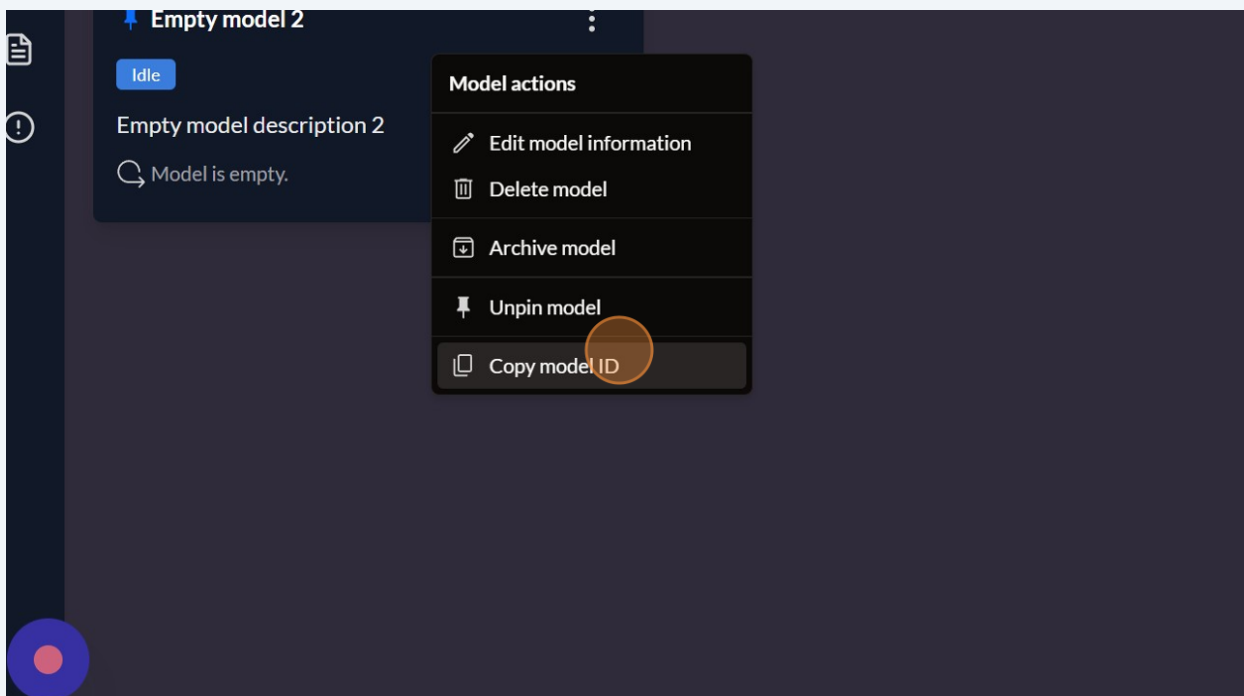 Empty model 2
Idle
Empty model description 2
Model is empty.
Model actions
Edit model information
Delete model
Archive model
Unpin model
Copy model ID